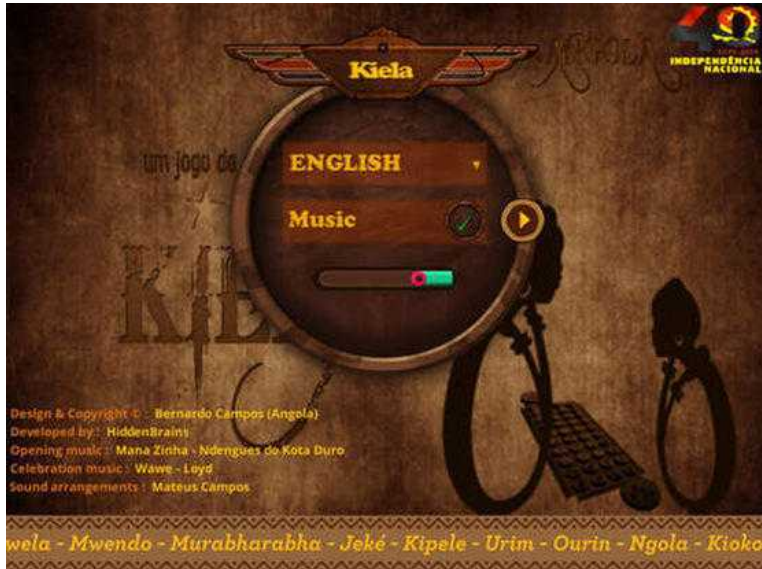 Kiela
ANGOLA
INDEPENDÊNCIA
NACIONAL
um jogo da
ENGLISH
Music
Design & Copyright © : Bernardo Campos (Angola)
Developed by : HiddenBrains
Opening music : Mana Zinha - Ndengues do Kota Duro
Celebration music : Wawe - Loyd
Sound arrangements : Mateus Campos
wela - Mwendo - Murabharabha - Jeké - Kipele - Urim - Ourin - Ngola - Kioko